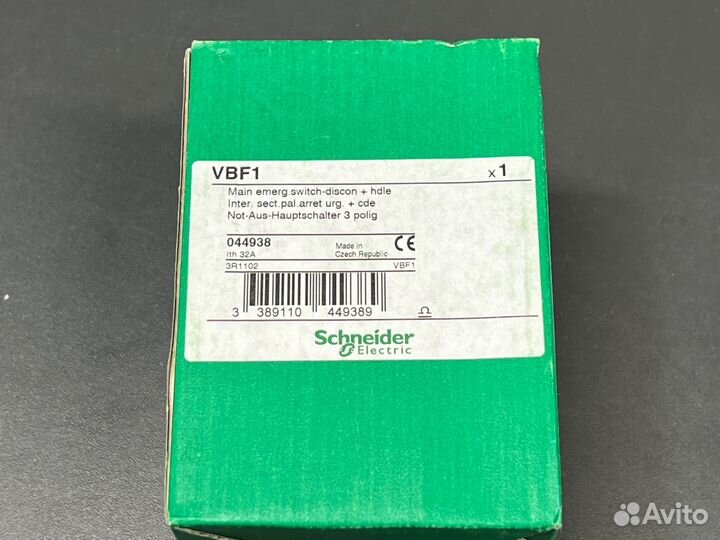 VBF1 x 1
Main emerg.switch-discon + hdle
Inter. sect.pal.arret urg. + cde
Not-Aus-Hauptschalter 3 polig
044938
Ith 32A
Made in
Czech Republic
CE
3R1102 VBF1
3 389110 449389
Schneider
Electric
Avito